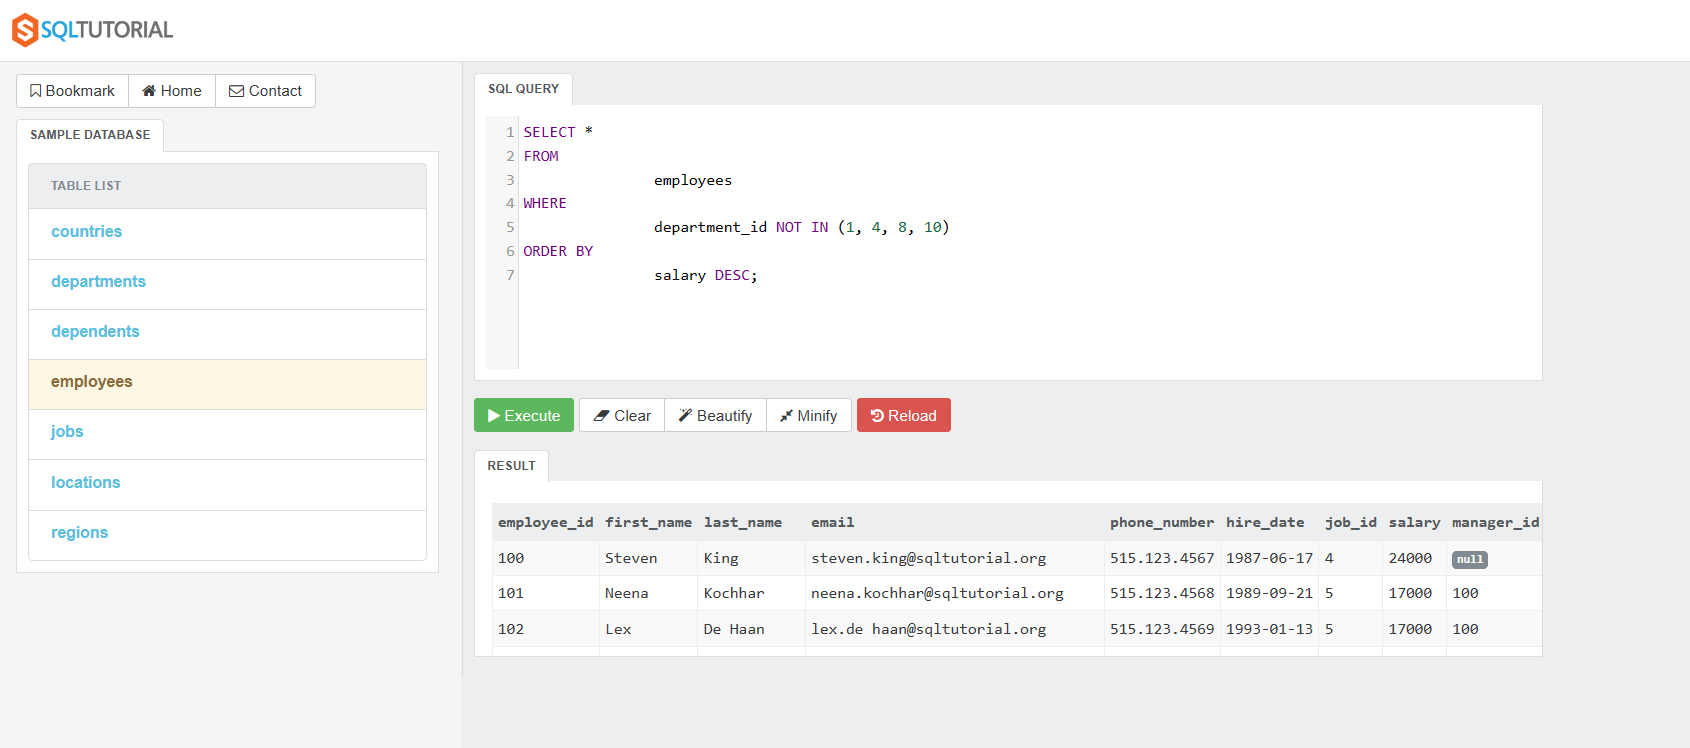 SQLTUTORIAL
Bookmark Home Contact
SAMPLE DATABASE
TABLE LIST
countries
departments
dependents
employees
jobs
locations
regions
SQL QUERY
1 SELECT *
2 FROM
3 employees
4 WHERE
5 department_id NOT IN (1, 4, 8, 10)
6 ORDER BY
7 salary DESC;
Execute Clear Beautify Minify Reload
RESULT
employee_id first_name last_name email phone_number hire_date job_id salary manager_id
100 Steven King steven.king@sqltutorial.org 515.123.4567 1987-06-17 4 24000 null
101 Neena Kochhar neena.kochhar@sqltutorial.org 515.123.4568 1989-09-21 5 17000 100
102 Lex De Haan lex.de haan@sqltutorial.org 515.123.4569 1993-01-13 5 17000 100